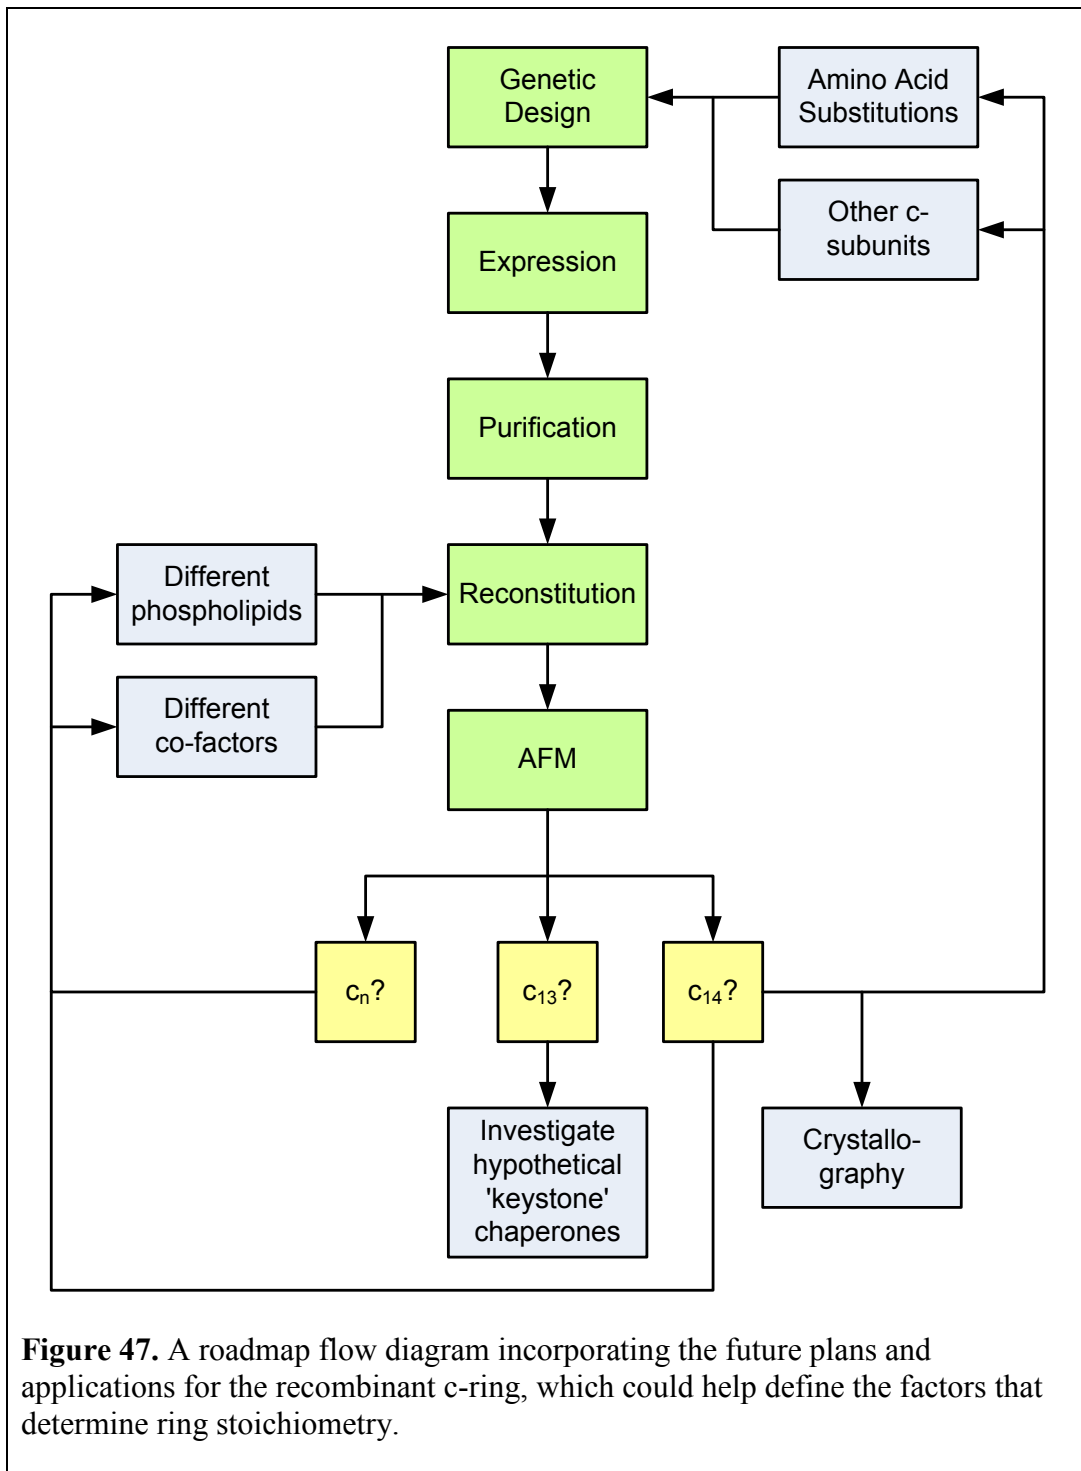 Genetic
Design
Amino Acid
Substitutions
Other c-
subunits
Expression
Purification
Different
phospholipids
Reconstitution
Different
co-factors
AFM
cₙ?
c₁₃?
c₁₄?
Investigate
hypothetical
'keystone'
chaperones
Crystallo-
graphy
Figure 47. A roadmap flow diagram incorporating the future plans and
applications for the recombinant c-ring, which could help define the factors that
determine ring stoichiometry.